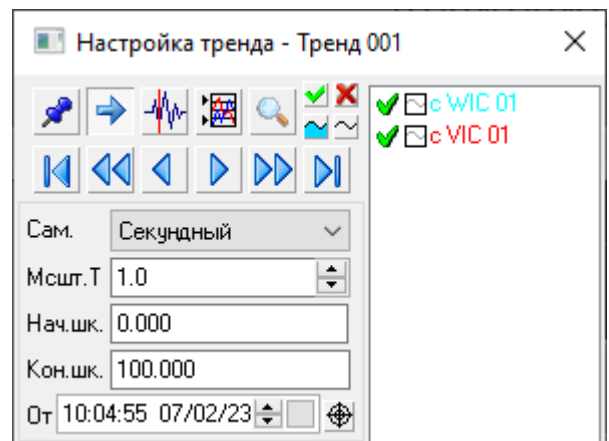 Настройка тренда - Тренд 001
с WIC 01
с VIC 01
Сам. Секундный
Мсшт.Т 1.0
Нач.шк. 0.000
Кон.шк. 100.000
От 10:04:55 07/02/23